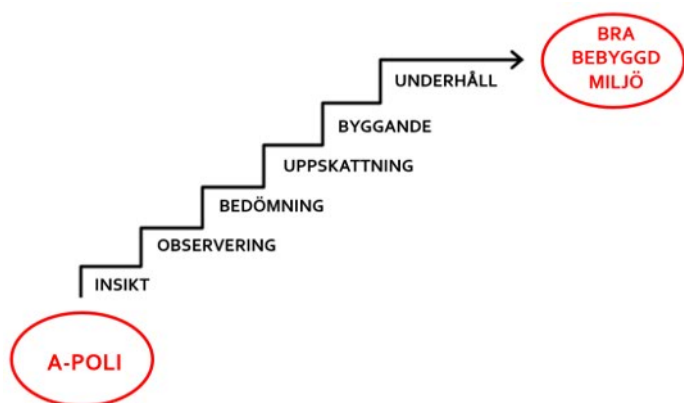 BRA
BEBYGGD
MILJÖ
UNDERHÅLL
BYGGANDE
UPPSKATTNING
BEDÖMNING
OBSERVERING
INSIKT
A-POLI